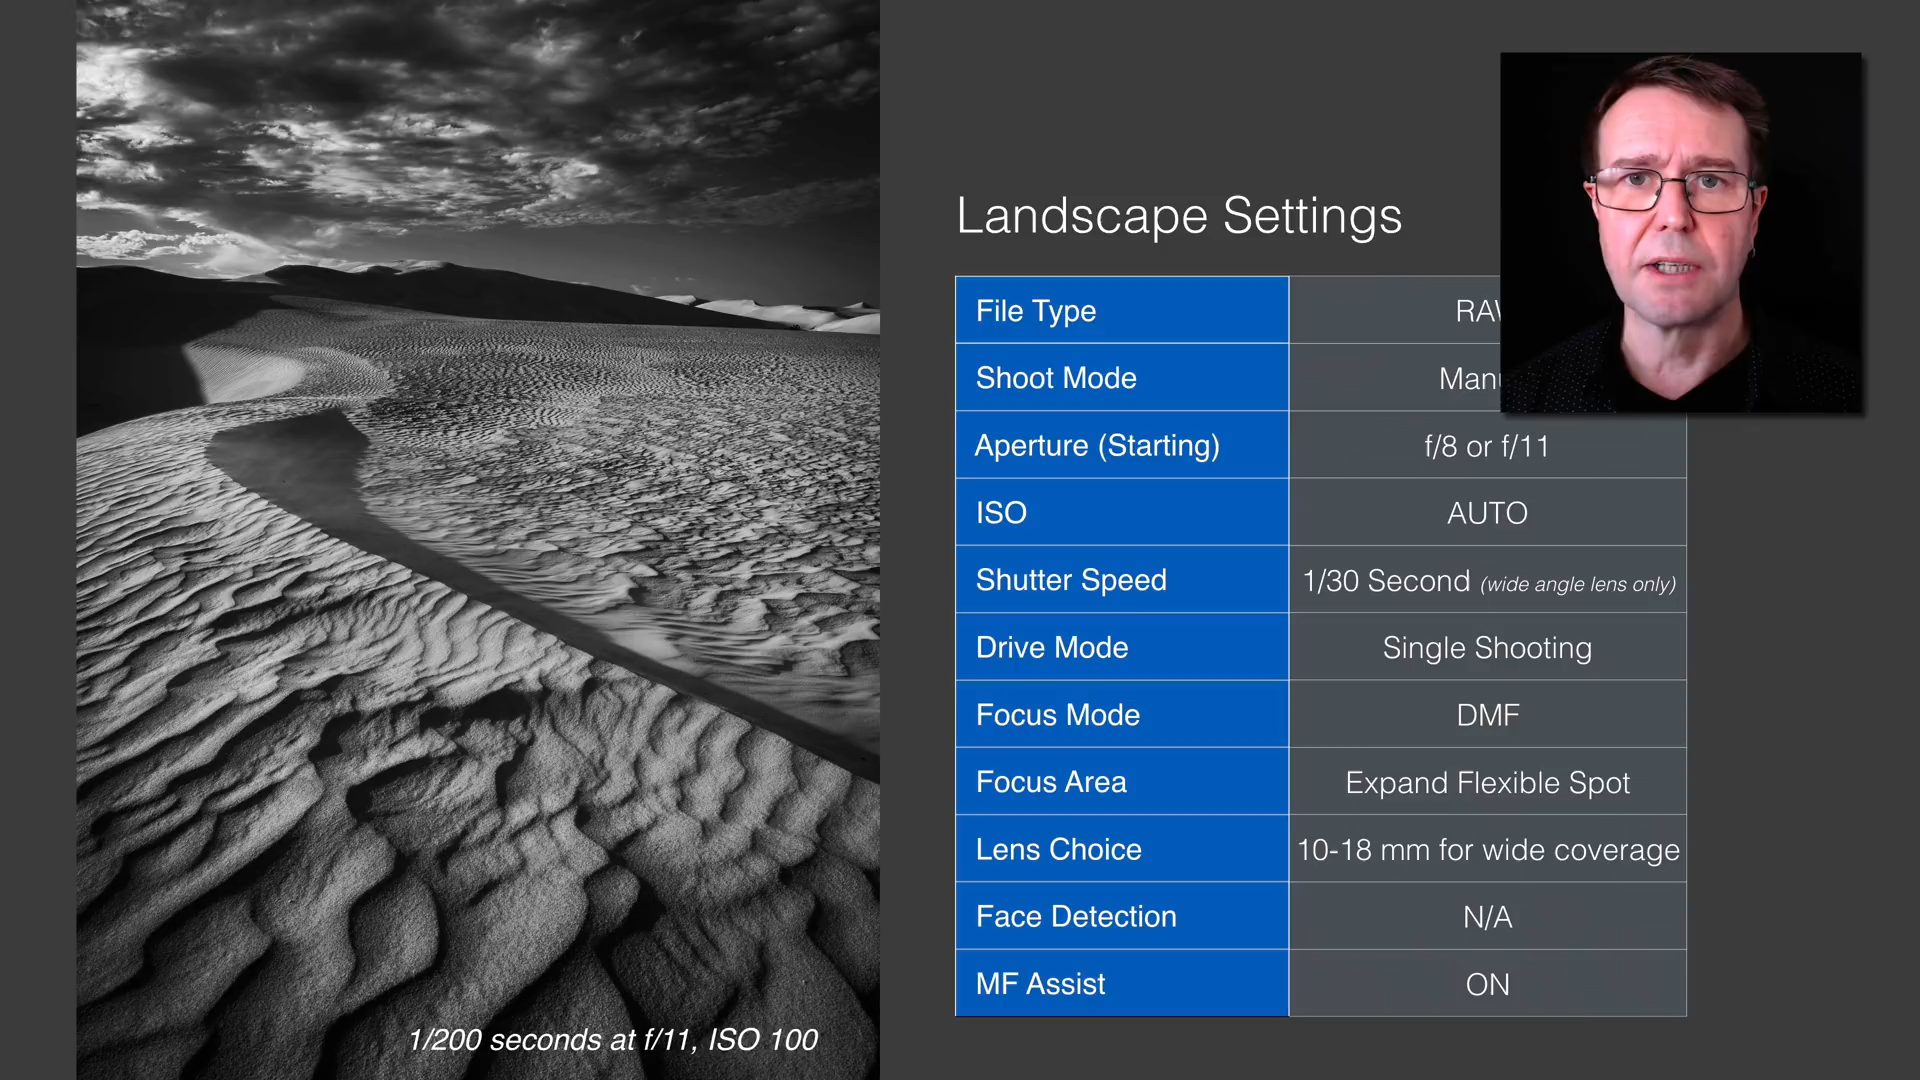 Landscape Settings
File Type
Shoot Mode
Aperture (Starting) f/8 or f/11
ISO AUTO
Shutter Speed 1/30 Second (wide angle lens only)
Drive Mode Single Shooting
Focus Mode DMF
Focus Area Expand Flexible Spot
Lens Choice 10-18 mm for wide coverage
Face Detection N/A
MF Assist ON
1/200 seconds at f/11, ISO 100